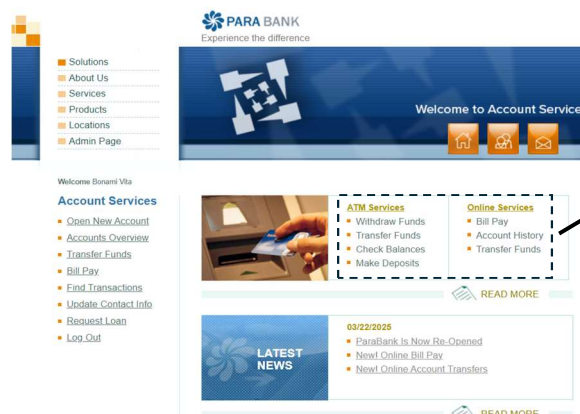 PARA BANK
Experience the difference
Solutions
About Us
Services
Products
Locations
Admin Page
Welcome to Account Service
Welcome Bonami Vita
Account Services
Open New Account
Accounts Overview
Transfer Funds
Bill Pay
Find Transactions
Update Contact Info
Request Loan
Log Out
ATM Services
Withdraw Funds
Transfer Funds
Check Balances
Make Deposits
Online Services
Bill Pay
Account History
Transfer Funds
READ MORE
LATEST
NEWS
03/22/2025
ParaBank Is Now Re-Opened
New! Online Bill Pay
New! Online Account Transfers
READ MORE